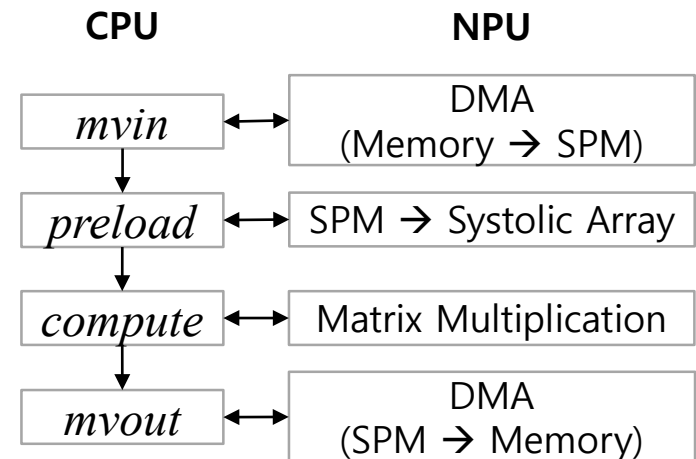 CPU NPU
mvin
DMA
(Memory → SPM)
preload
SPM → Systolic Array
compute
Matrix Multiplication
mvout
DMA
(SPM → Memory)